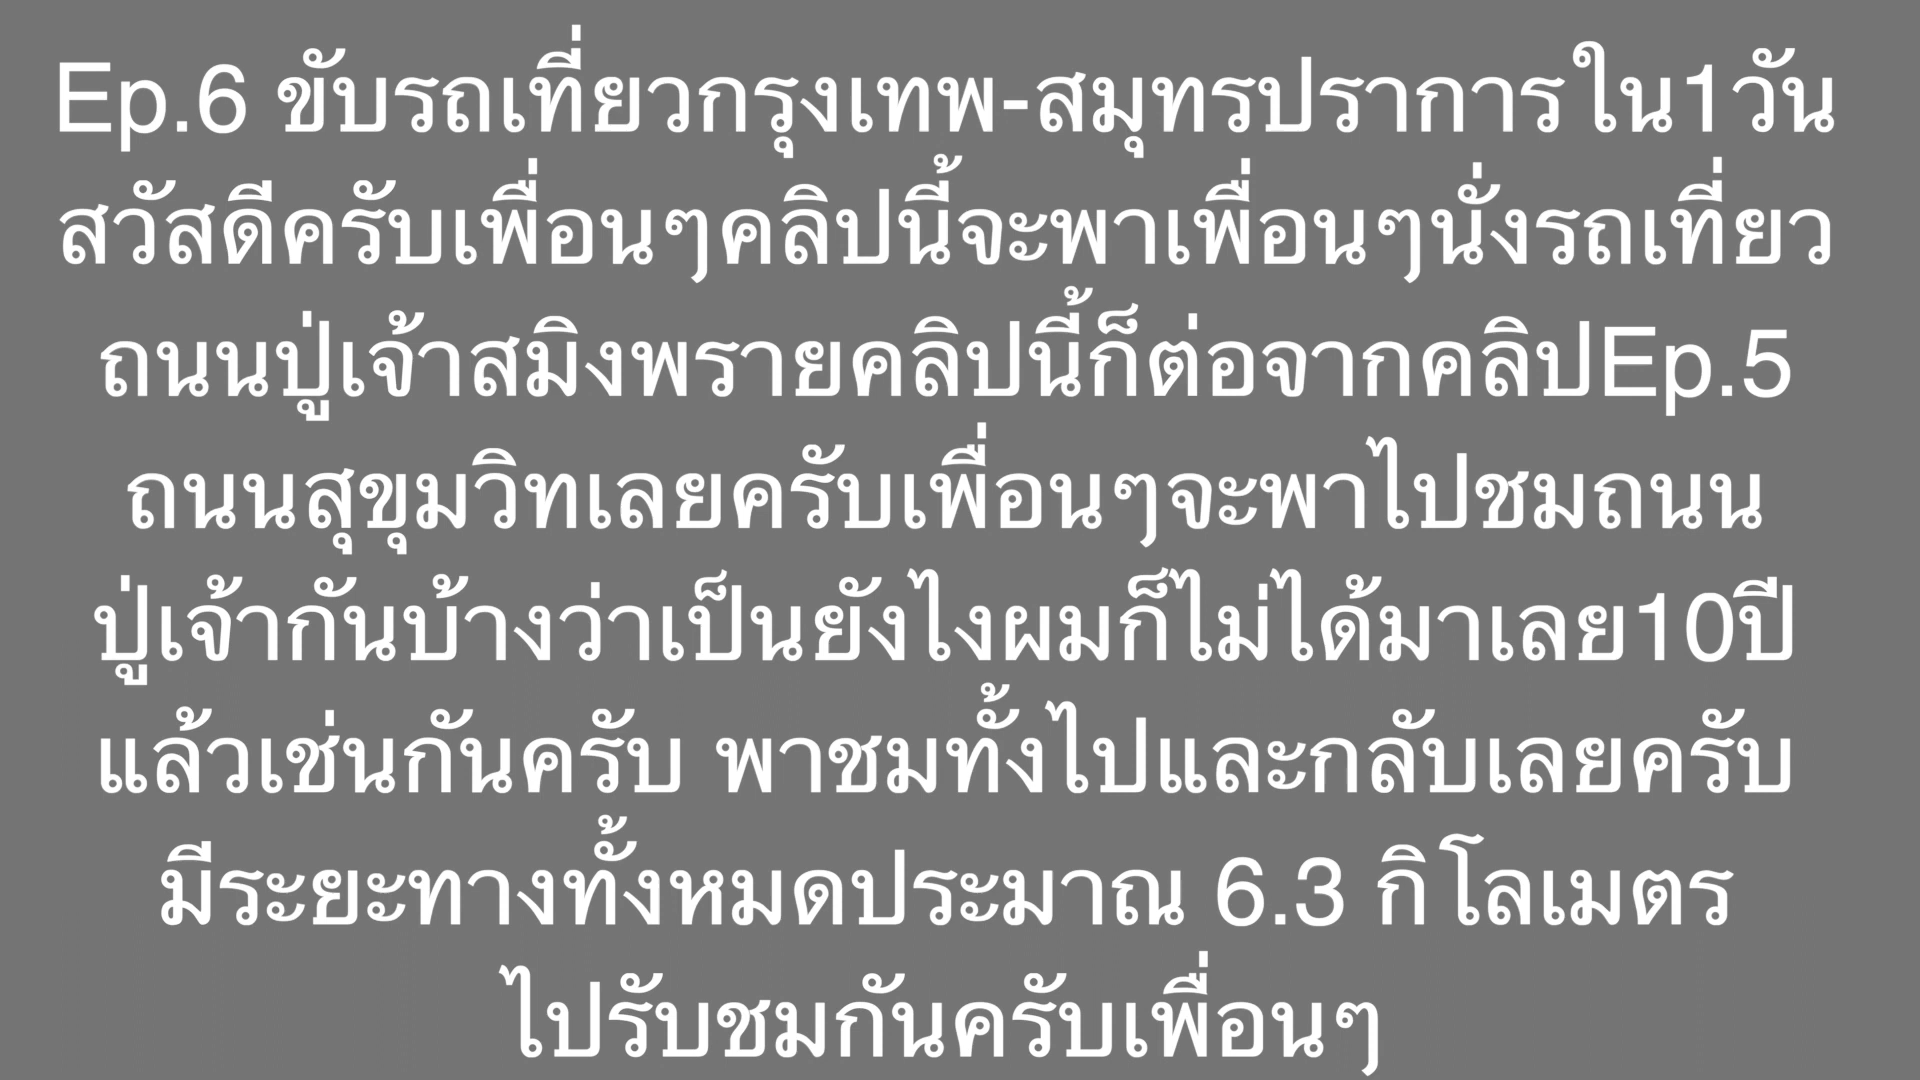 Ep.6 ขับรถเที่ยวกรุงเทพ-สมุทรปราการใน1วัน
สวัสดีครับเพื่อนๆคลิปนี้จะพาเพื่อนๆนั่งรถเที่ยว
ถนนปู่เจ้าสมิงพรายคลิปนี้ก็ต่อจากคลิปEp.5
ถนนสุขุมวิทเลยครับเพื่อนๆจะพาไปชมถนน
ปู่เจ้ากันบ้างว่าเป็นยังไงผมก็ไม่ได้มาเลย10ปี
แล้วเช่นกันครับ พาชมทั้งไปและกลับเลยครับ
มีระยะทางทั้งหมดประมาณ 6.3 กิโลเมตร
ไปรับชมกันครับเพื่อนๆ